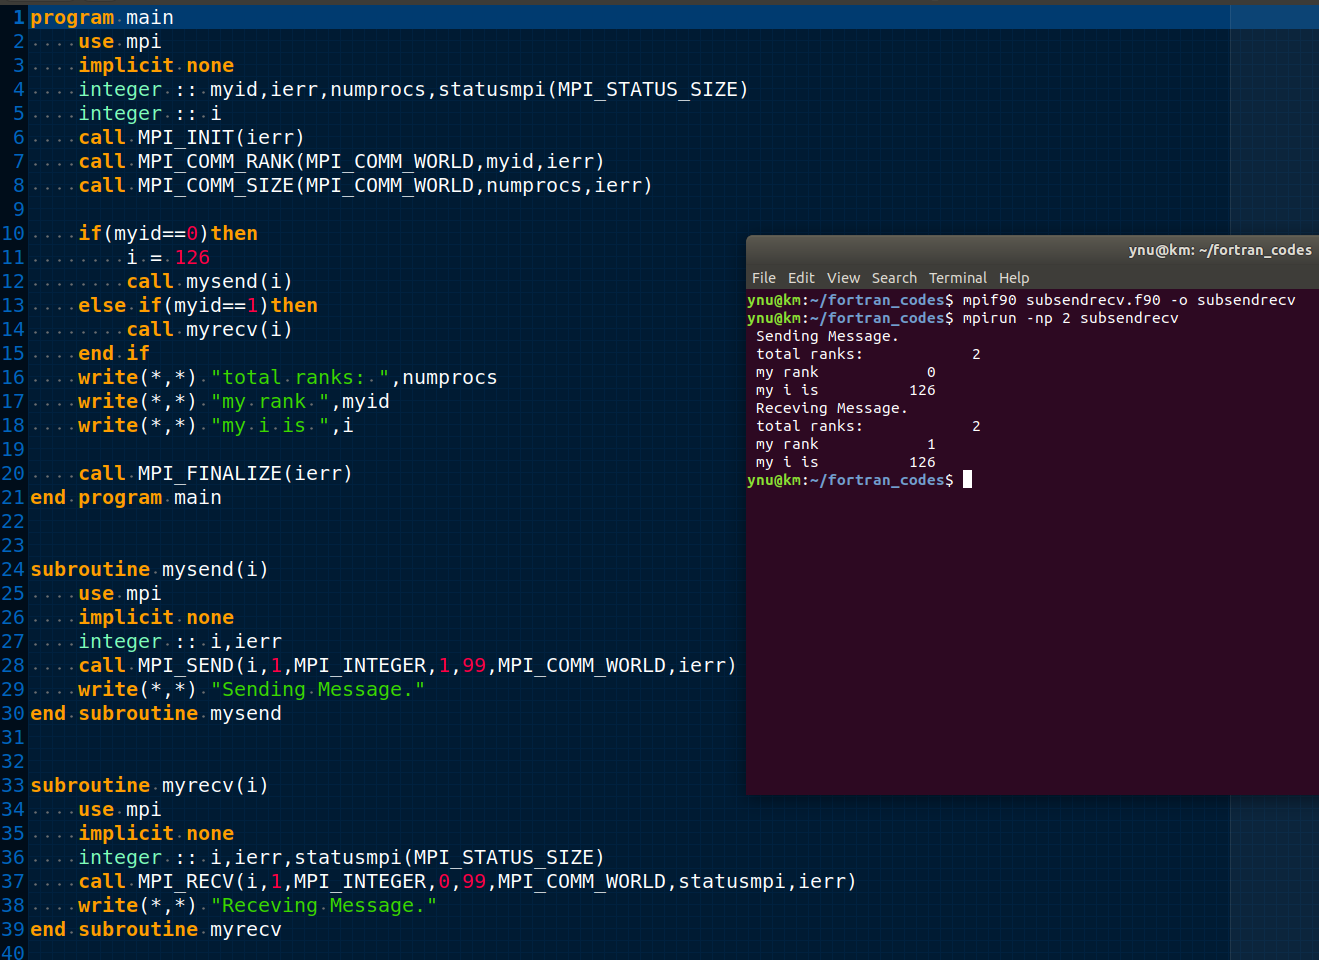 1 program main
2 use mpi
3 implicit none
4 integer :: myid,ierr,numprocs,statusmpi(MPI_STATUS_SIZE)
5 integer :: i
6 call MPI_INIT(ierr)
7 call MPI_COMM_RANK(MPI_COMM_WORLD,myid,ierr)
8 call MPI_COMM_SIZE(MPI_COMM_WORLD,numprocs,ierr)
9
10 if(myid==0)then
11 i = 126
12 call mysend(i)
13 else if(myid==1)then
14 call myrecv(i)
15 end if
16 write(*,*) "total ranks: ",numprocs
17 write(*,*) "my rank ",myid
18 write(*,*) "my i is ",i
19
20 call MPI_FINALIZE(ierr)
21 end program main
22
23
24 subroutine mysend(i)
25 use mpi
26 implicit none
27 integer :: i,ierr
28 call MPI_SEND(i,1,MPI_INTEGER,1,99,MPI_COMM_WORLD,ierr)
29 write(*,*) "Sending Message."
30 end subroutine mysend
31
32
33 subroutine myrecv(i)
34 use mpi
35 implicit none
36 integer :: i,ierr,statusmpi(MPI_STATUS_SIZE)
37 call MPI_RECV(i,1,MPI_INTEGER,0,99,MPI_COMM_WORLD,statusmpi,ierr)
38 write(*,*) "Receving Message."
39 end subroutine myrecv
40
ynu@km: ~/fortran_codes
File Edit View Search Terminal Help
ynu@km:~/fortran_codes$ mpif90 subsendrecv.f90 -o subsendrecv
ynu@km:~/fortran_codes$ mpirun -np 2 subsendrecv
Sending Message.
total ranks: 2
my rank 0
my i is 126
Receving Message.
total ranks: 2
my rank 1
my i is 126
ynu@km:~/fortran_codes$